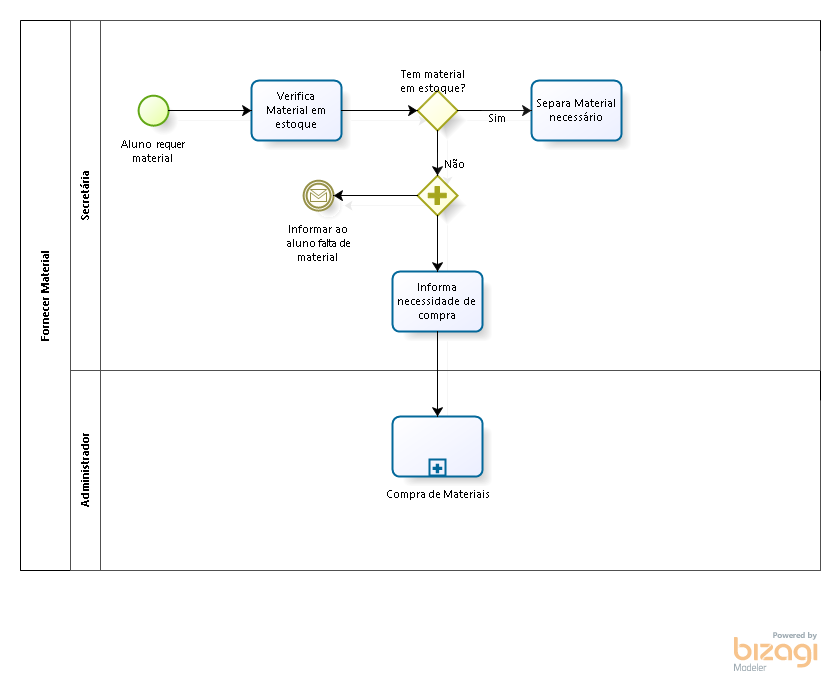 Fornecer Material
Secretária
Administrador
Aluno requer
material
Verifica
Material em
estoque
Tem material
em estoque?
Sim
Separa Material
necessário
Não
Informar ao
aluno falta de
material
Informa
necessidade de
compra
Compra de Materiais
Powered by
bizagi
Modeler